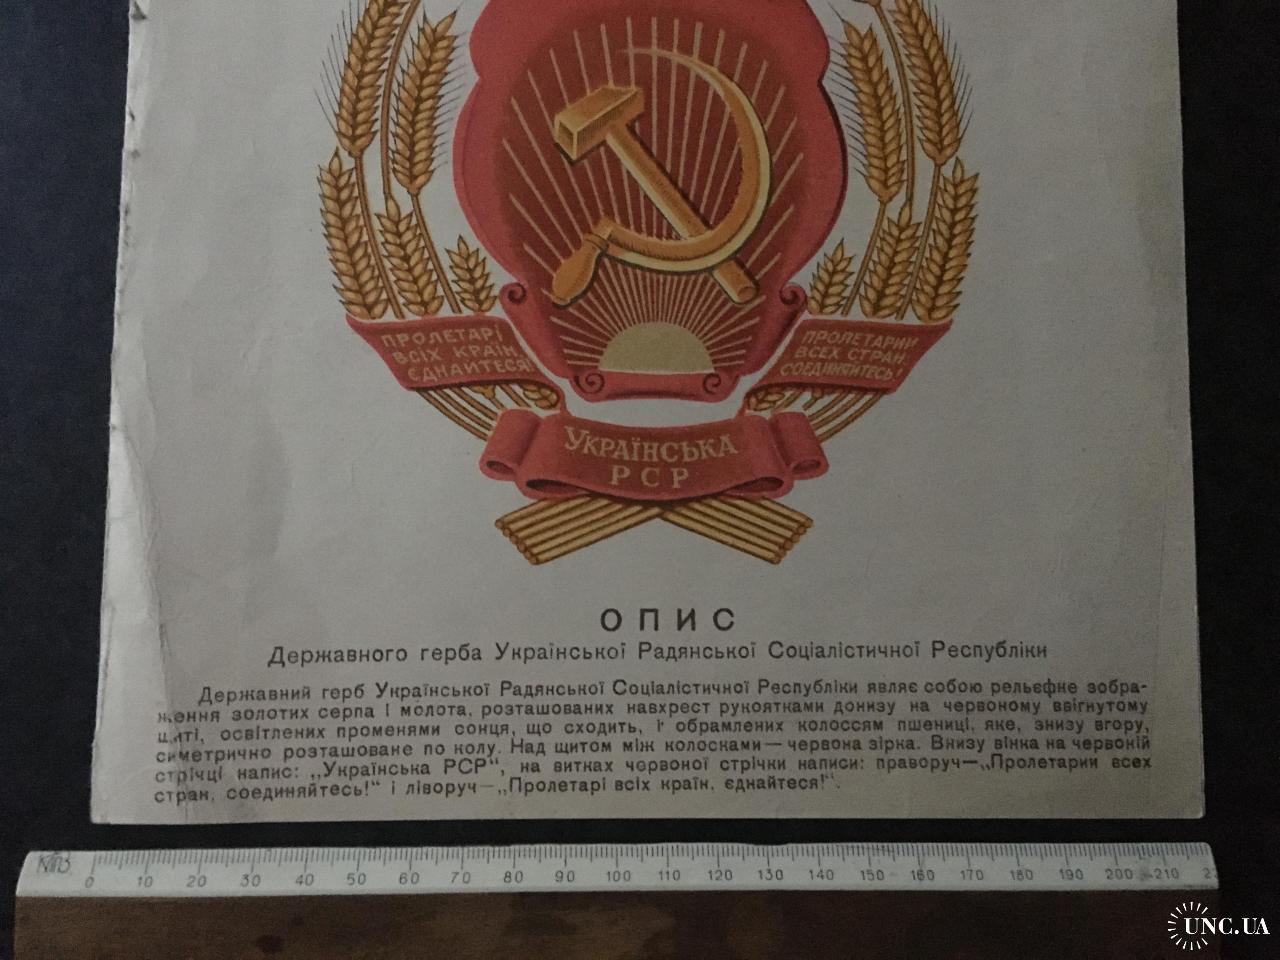 ПРОЛЕТАРІ
ВСІХ КРАЇН,
ЄДНАЙТЕСЯ!
ПРОЛЕТАРИИ
ВСЕХ СТРАН,
СОЕДИНЯЙТЕСЬ!
УКРАЇНСЬКА
РСР
ОПИС
Державного герба Української Радянської Соціалістичної Республіки
Державний герб Української Радянської Соціалістичної Республіки являє собою рельєфне зобра-
ження золотих серпа і молота, розташованих навхрест рукоятками донизу на червоному ввігнутому
щиті, освітлених променями сонця, що сходить, і обрамлених колоссям пшениці, яке, знизу вгору,
симетрично розташоване по колу. Над щитом між колосками — червона зірка. Внизу вінка на червоній
стрічці напис: „Українська РСР“, на витках червоної стрічки написи: праворуч—„Пролетарии всех
стран, соединяйтесь!“ і ліворуч—„Пролетарі всіх країн, єднайтеся!“.
0 10 20 30 40 50 60 70 80 90 100 110 120 130 140 150 160 170 180 190 200 210
UNC.UA